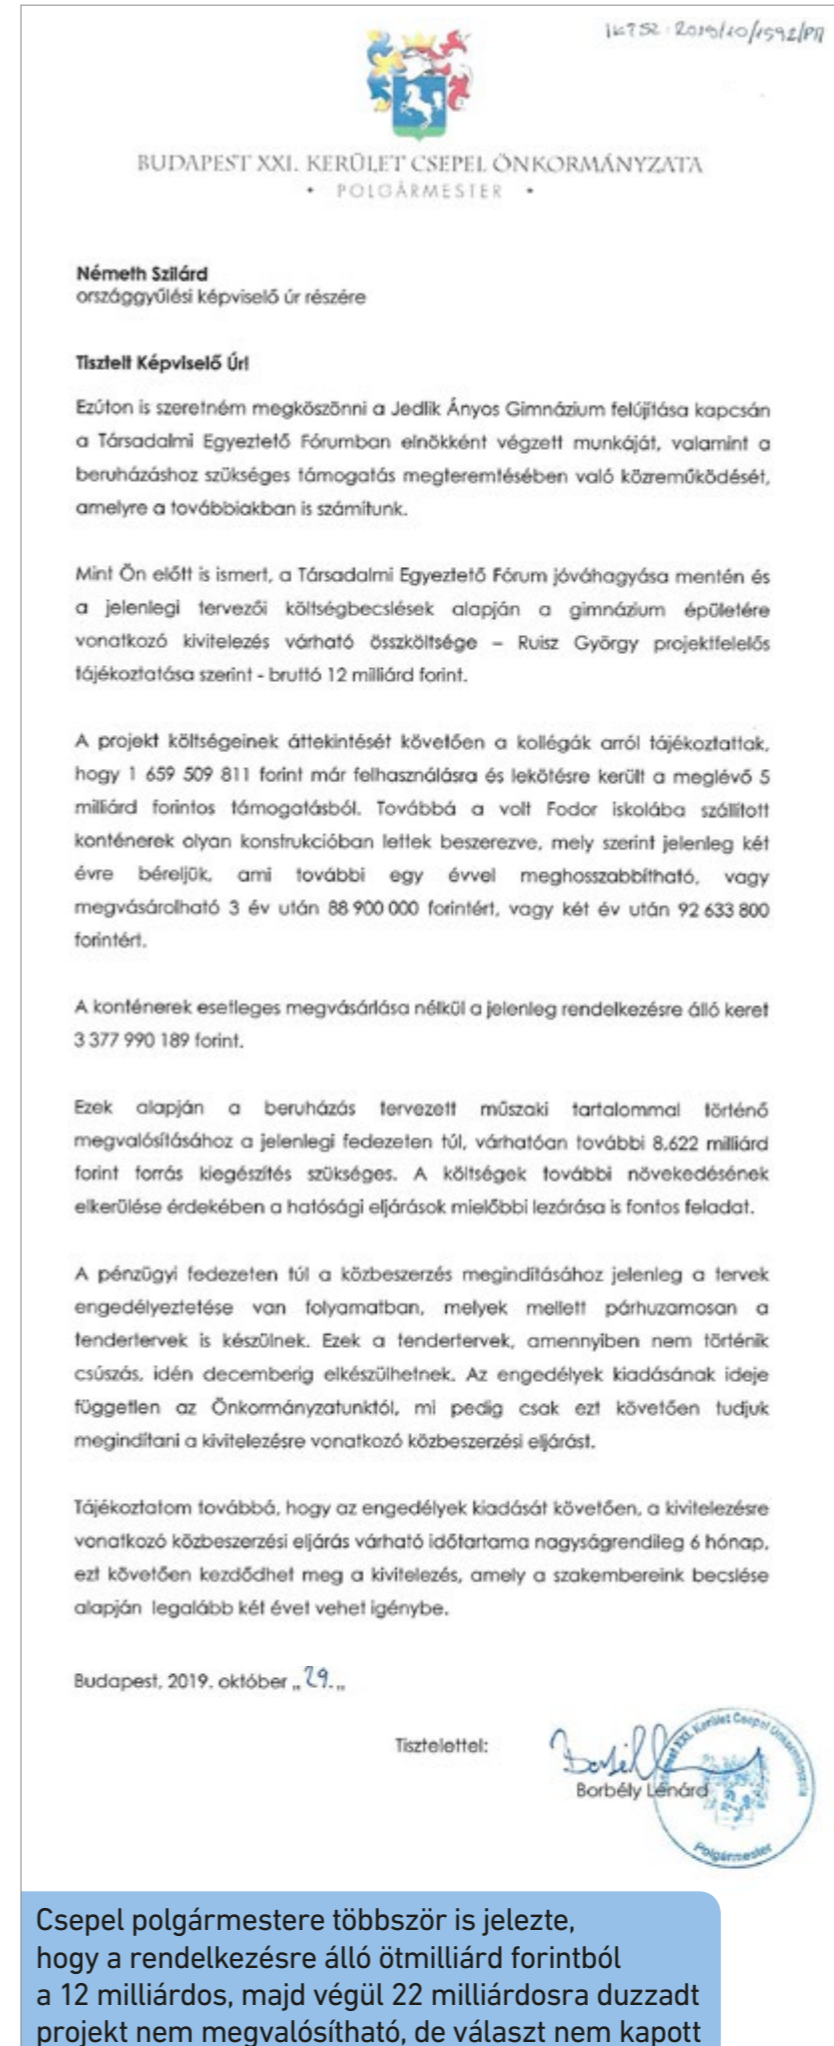 IKTSZ: 2019/10/1592/PM
BUDAPEST XXI. KERÜLET CSEPEL ÖNKORMÁNYZATA
• POLGÁRMESTER •
Németh Szilárd
országgyűlési képviselő úr részére
Tisztelt Képviselő Úr!
Ezúton is szeretném megköszönni a Jedlik Ányos Gimnázium felújítása kapcsán
a Társadalmi Egyeztető Fórumban elnökként végzett munkáját, valamint a
beruházáshoz szükséges támogatás megteremtésében való közreműködését,
amelyre a továbbiakban is számítunk.
Mint Ön előtt is ismert, a Társadalmi Egyeztető Fórum jóváhagyása mentén és
a jelenlegi tervezői költségbecslések alapján a gimnázium épületére
vonatkozó kivitelezés várható összköltsége – Ruisz György projektfelelős
tájékoztatása szerint - bruttó 12 milliárd forint.
A projekt költségeinek áttekintését követően a kollégák arról tájékoztattak,
hogy 1 659 509 811 forint már felhasználásra és lekötésre került a meglévő 5
milliárd forintos támogatásból. Továbbá a volt Fodor iskolába szállított
konténerek olyan konstrukcióban lettek beszerezve, mely szerint jelenleg két
évre béreljük, ami további egy évvel meghosszabbítható, vagy
megvásárolható 3 év után 88 900 000 forintért, vagy két év után 92 633 800
forintért.
A konténerek esetleges megvásárlása nélkül a jelenleg rendelkezésre álló keret
3 377 990 189 forint.
Ezek alapján a beruházás tervezett műszaki tartalommal történő
megvalósításához a jelenlegi fedezeten túl, várhatóan további 8,622 milliárd
forint forrás kiegészítés szükséges. A költségek további növekedésének
elkerülése érdekében a hatósági eljárások mielőbbi lezárása is fontos feladat.
A pénzügyi fedezeten túl a közbeszerzés megindításához jelenleg a tervek
engedélyeztetése van folyamatban, melyek mellett párhuzamosan a
tendertervek is készülnek. Ezek a tendertervek, amennyiben nem történik
csúszás, idén decemberig elkészülhetnek. Az engedélyek kiadásának ideje
független az Önkormányzatunktól, mi pedig csak ezt követően tudjuk
megindítani a kivitelezésre vonatkozó közbeszerzési eljárást.
Tájékoztatom továbbá, hogy az engedélyek kiadását követően, a kivitelezésre
vonatkozó közbeszerzési eljárás várható időtartama nagyságrendileg 6 hónap,
ezt követően kezdődhet meg a kivitelezés, amely a szakembereink becslése
alapján legalább két évet vehet igénybe.
Budapest, 2019. október „29.„
Tisztelettel:
Borbély Lénárd
Budapest XXI. Kerület Csepel Önkormányzata
Polgármester
Csepel polgármestere többször is jelezte,
hogy a rendelkezésre álló ötmilliárd forintból
a 12 milliárdos, majd végül 22 milliárdosra duzzadt
projekt nem megvalósítható, de választ nem kapott